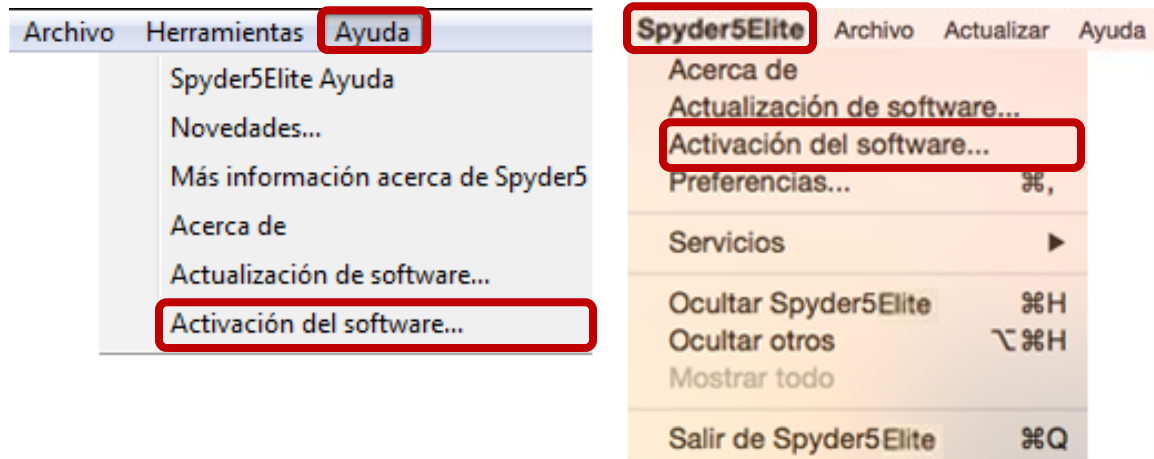 Archivo Herramientas Ayuda
Spyder5Elite Ayuda
Novedades...
Más información acerca de Spyder5
Acerca de
Actualización de software...
Activación del software...
Spyder5Elite Archivo Actualizar Ayuda
Acerca de
Actualización de software...
Activación del software...
Preferencias... ⌘,
Servicios ▶
Ocultar Spyder5Elite ⌘H
Ocultar otros ⌥⌘H
Mostrar todo
Salir de Spyder5Elite ⌘Q